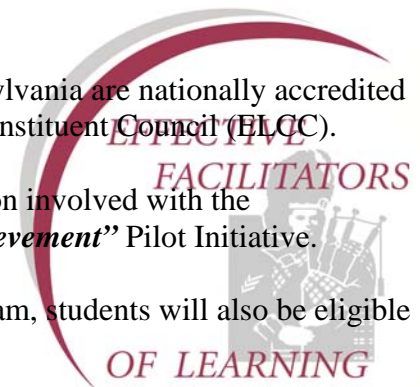 ylvania are nationally accredited
nstituent Council (ELCC).
EFFECTIVE
FACILITATORS
on involved with the
evement” Pilot Initiative.
am, students will also be eligible
OF LEARNING